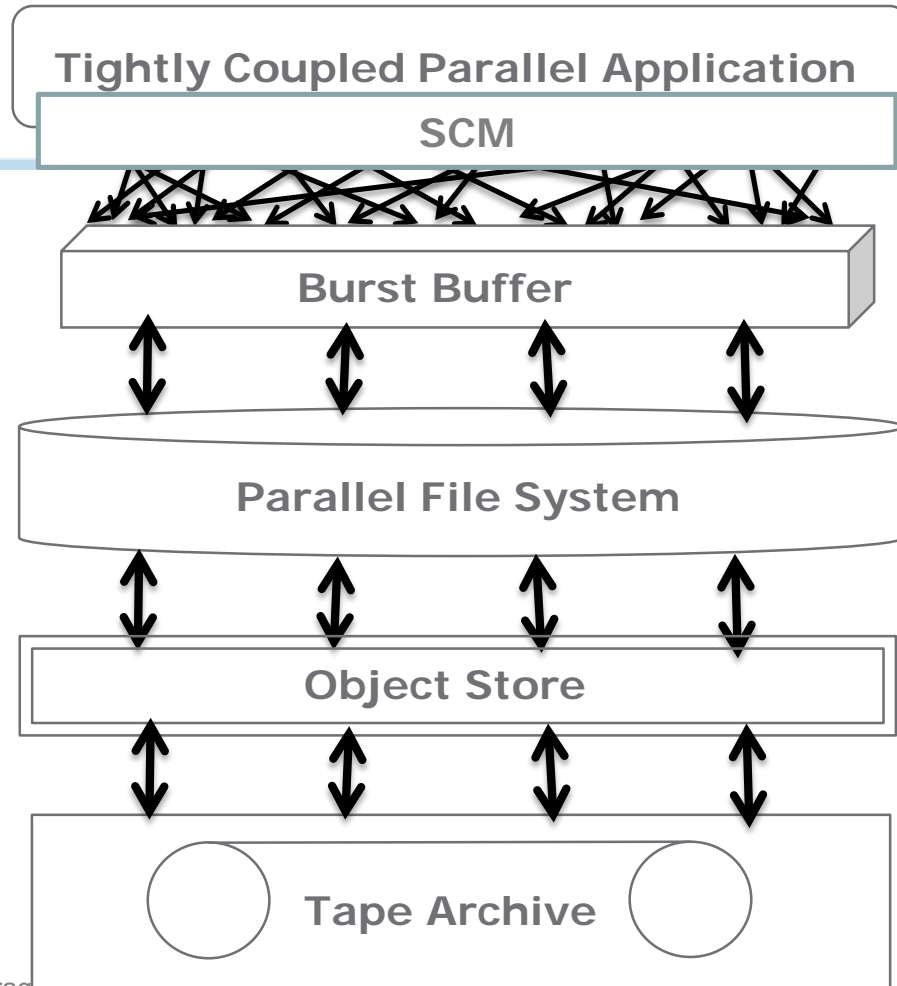 Tightly Coupled Parallel Application
SCM
Burst Buffer
Parallel File System
Object Store
Tape Archive